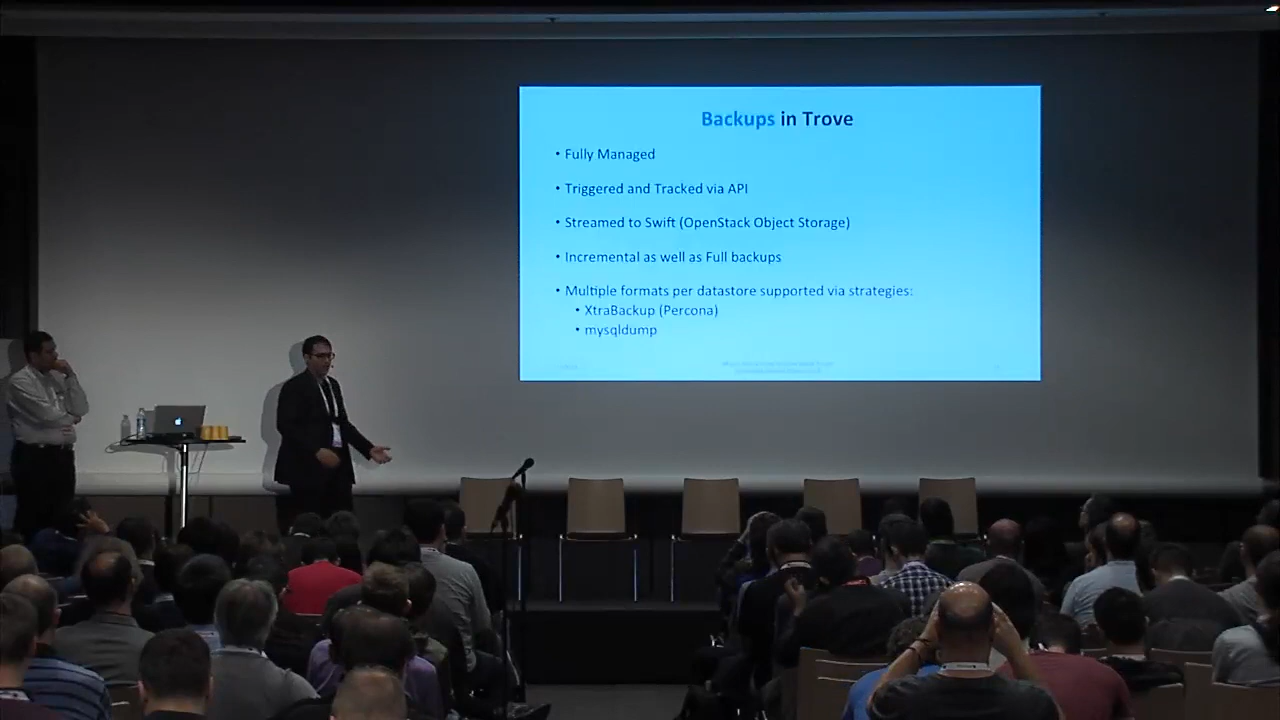 Backups in Trove
• Fully Managed
• Triggered and Tracked via API
• Streamed to Swift (OpenStack Object Storage)
• Incremental as well as Full backups
• Multiple formats per datastore supported via strategies:
• XtraBackup (Percona)
• mysqldump